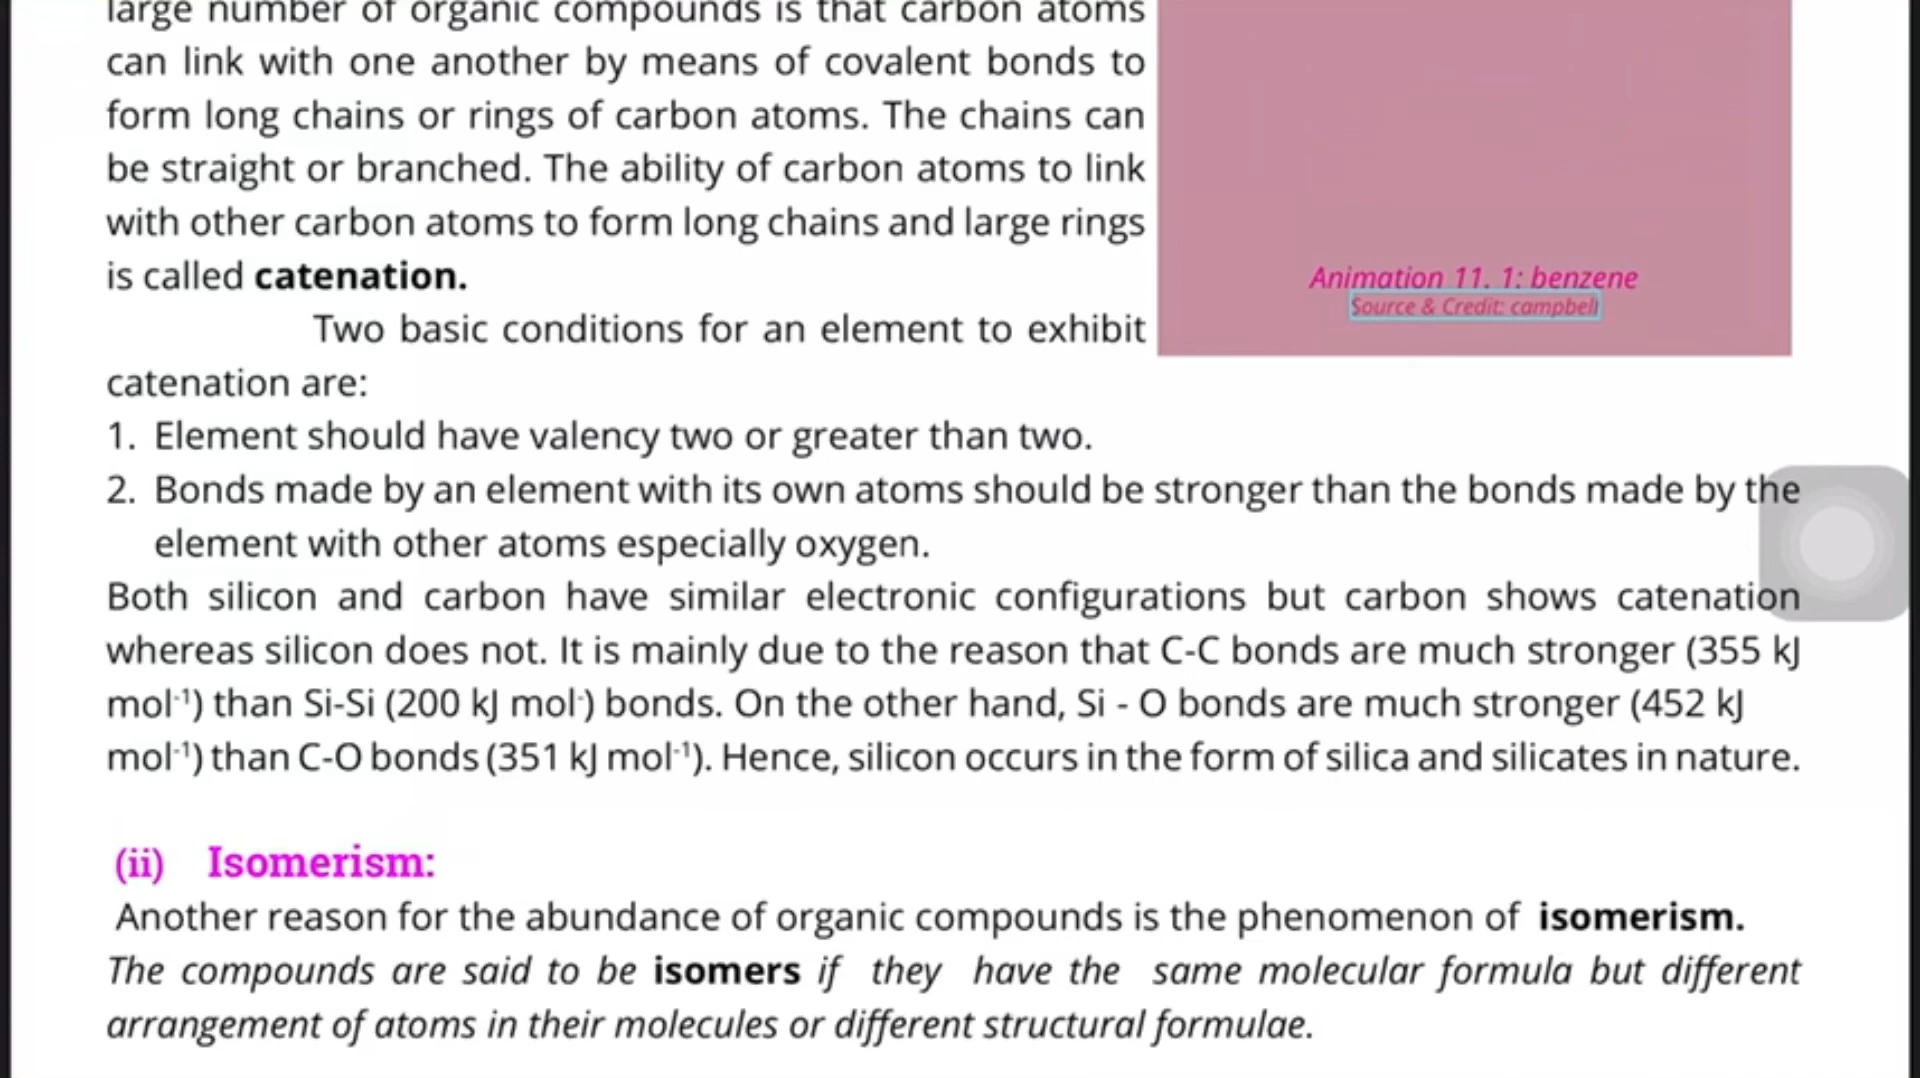 large number of organic compounds is that carbon atoms
can link with one another by means of covalent bonds to
form long chains or rings of carbon atoms. The chains can
be straight or branched. The ability of carbon atoms to link
with other carbon atoms to form long chains and large rings
is called catenation.
Animation 11. 1: benzene
Source & Credit: campbell
Two basic conditions for an element to exhibit
catenation are:
1. Element should have valency two or greater than two.
2. Bonds made by an element with its own atoms should be stronger than the bonds made by the
element with other atoms especially oxygen.
Both silicon and carbon have similar electronic configurations but carbon shows catenation
whereas silicon does not. It is mainly due to the reason that C-C bonds are much stronger (355 kJ
mol⁻¹) than Si-Si (200 kJ mol⁻) bonds. On the other hand, Si - O bonds are much stronger (452 kJ
mol⁻¹) than C-O bonds (351 kJ mol⁻¹). Hence, silicon occurs in the form of silica and silicates in nature.
(ii) Isomerism:
Another reason for the abundance of organic compounds is the phenomenon of isomerism.
The compounds are said to be isomers if they have the same molecular formula but different
arrangement of atoms in their molecules or different structural formulae.